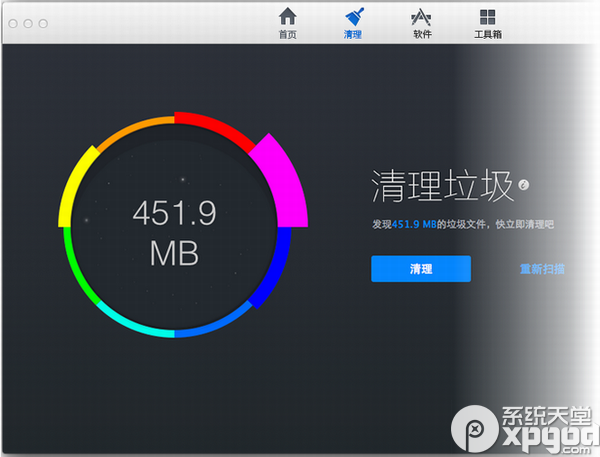 首页
清理
软件
工具箱
451.9
MB
清理垃圾
发现451.9 MB的垃圾文件，快立即清理吧
清理
重新扫描
系统天堂
xpgod
.com